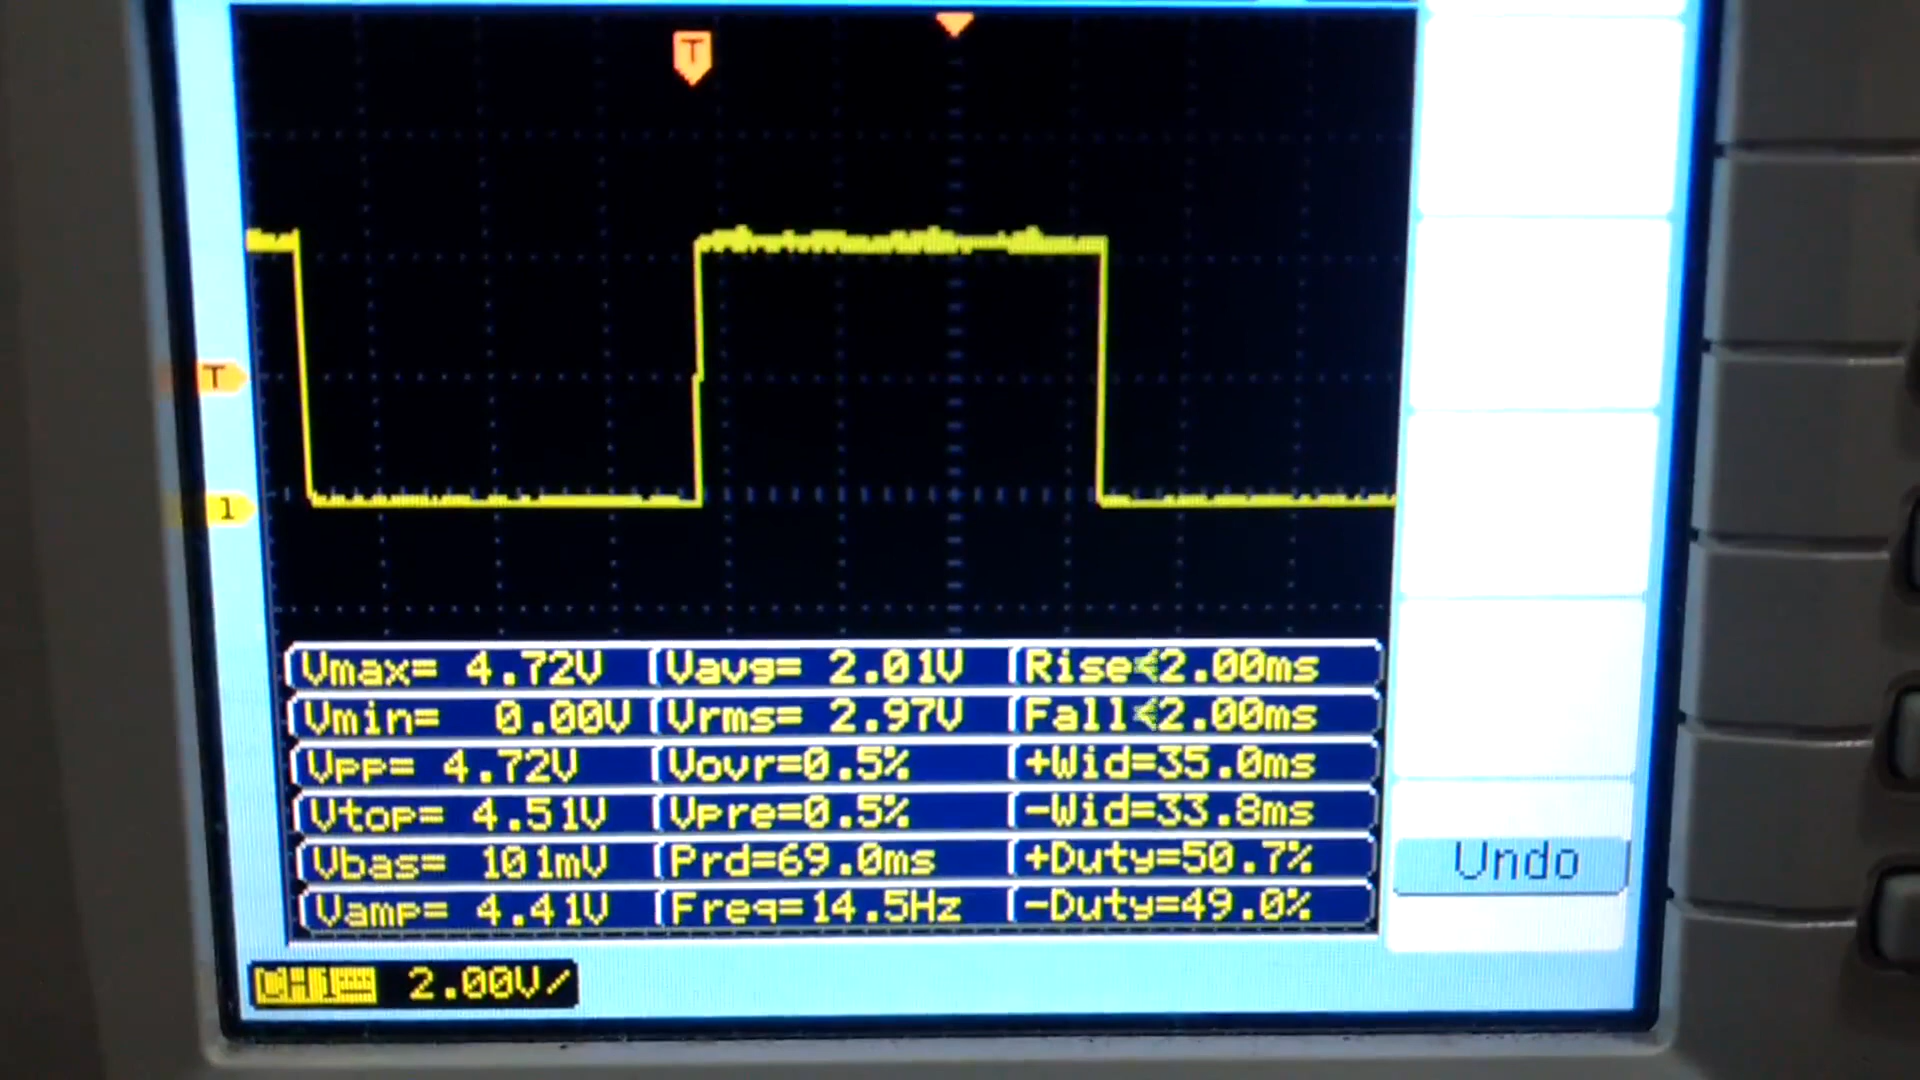 T
T
1
Vmax= 4.72V Vavg= 2.01V Rise<2.00ms
Vmin= 0.00V Vrms= 2.97V Fall<2.00ms
Vpp= 4.72V Vovr=0.5% +Wid=35.0ms
Vtop= 4.51V Vpre=0.5% -Wid=33.8ms
Vbas= 101mV Prd=69.0ms +Duty=50.7%
Vamp= 4.41V Freq=14.5Hz -Duty=49.0%
Undo
CH1 2.00V/